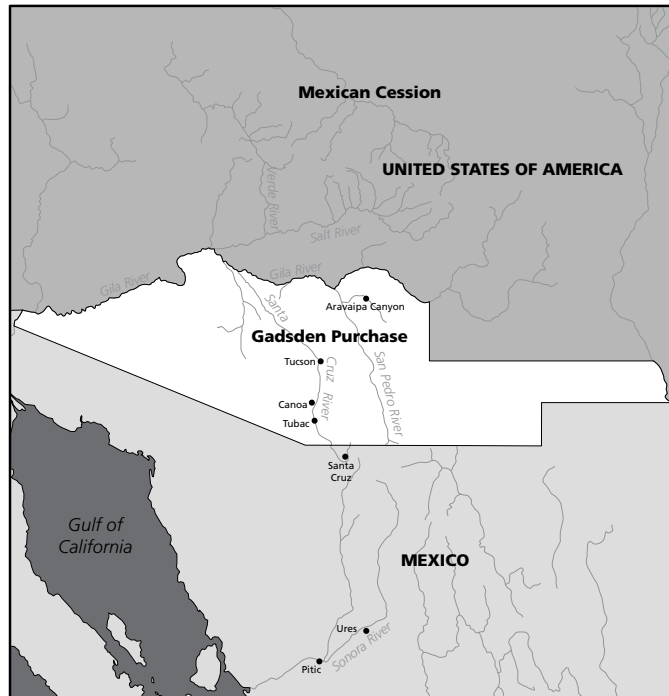 Mexican Cession
UNITED STATES OF AMERICA
Verde River
Salt River
Gila River
Gila River
Aravaipa Canyon
Santa
Cruz
River
Gadsden Purchase
Tucson
San Pedro River
Canoa
Tubac
Santa
Cruz
Gulf of
California
MEXICO
Ures
Sonora River
Pitic